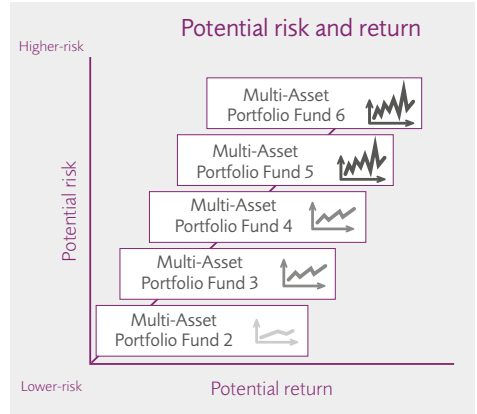 Potential risk and return
Higher-risk
Multi-Asset
Portfolio Fund 6
Multi-Asset
Portfolio Fund 5
Multi-Asset
Portfolio Fund 4
Multi-Asset
Portfolio Fund 3
Multi-Asset
Portfolio Fund 2
Potential risk
Lower-risk
Potential return